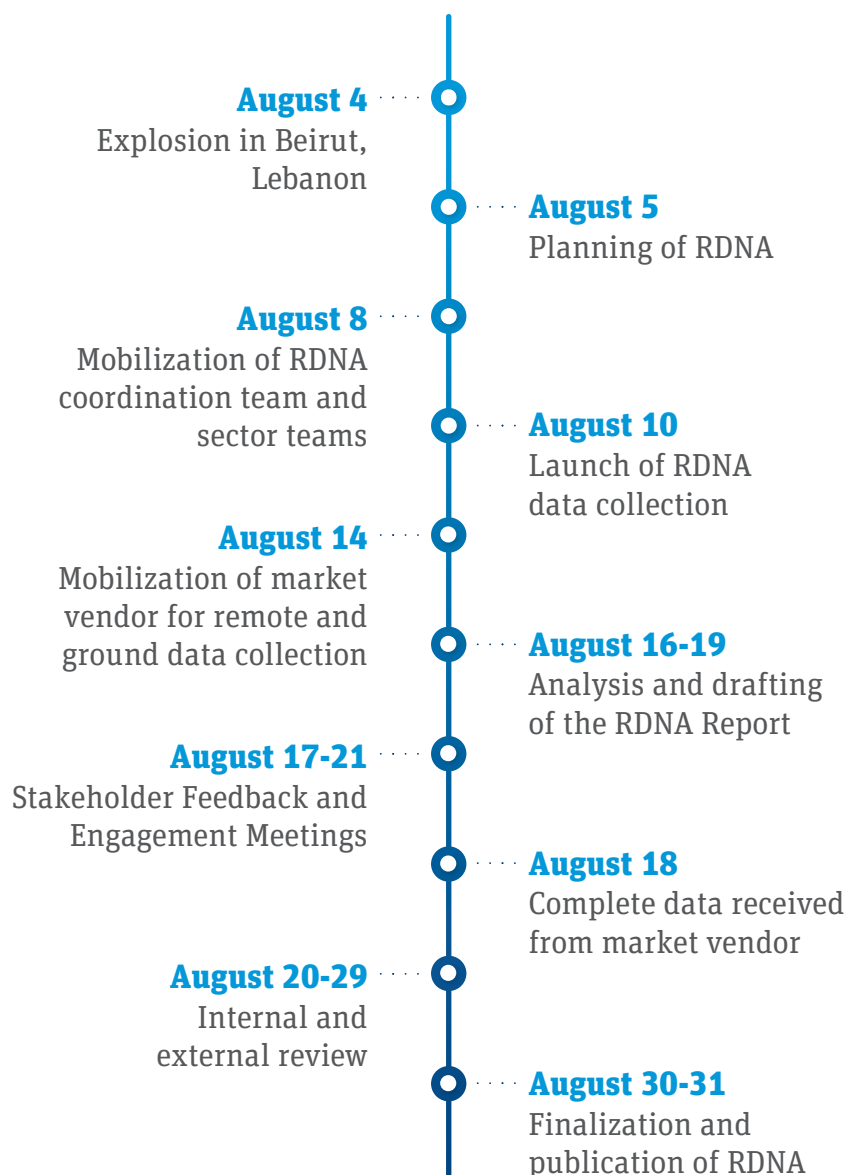 August 4
Explosion in Beirut,
Lebanon
August 5
Planning of RDNA
August 8
Mobilization of RDNA
coordination team and
sector teams
August 10
Launch of RDNA
data collection
August 14
Mobilization of market
vendor for remote and
ground data collection
August 16-19
Analysis and drafting
of the RDNA Report
August 17-21
Stakeholder Feedback and
Engagement Meetings
August 18
Complete data received
from market vendor
August 20-29
Internal and
external review
August 30-31
Finalization and
publication of RDNA